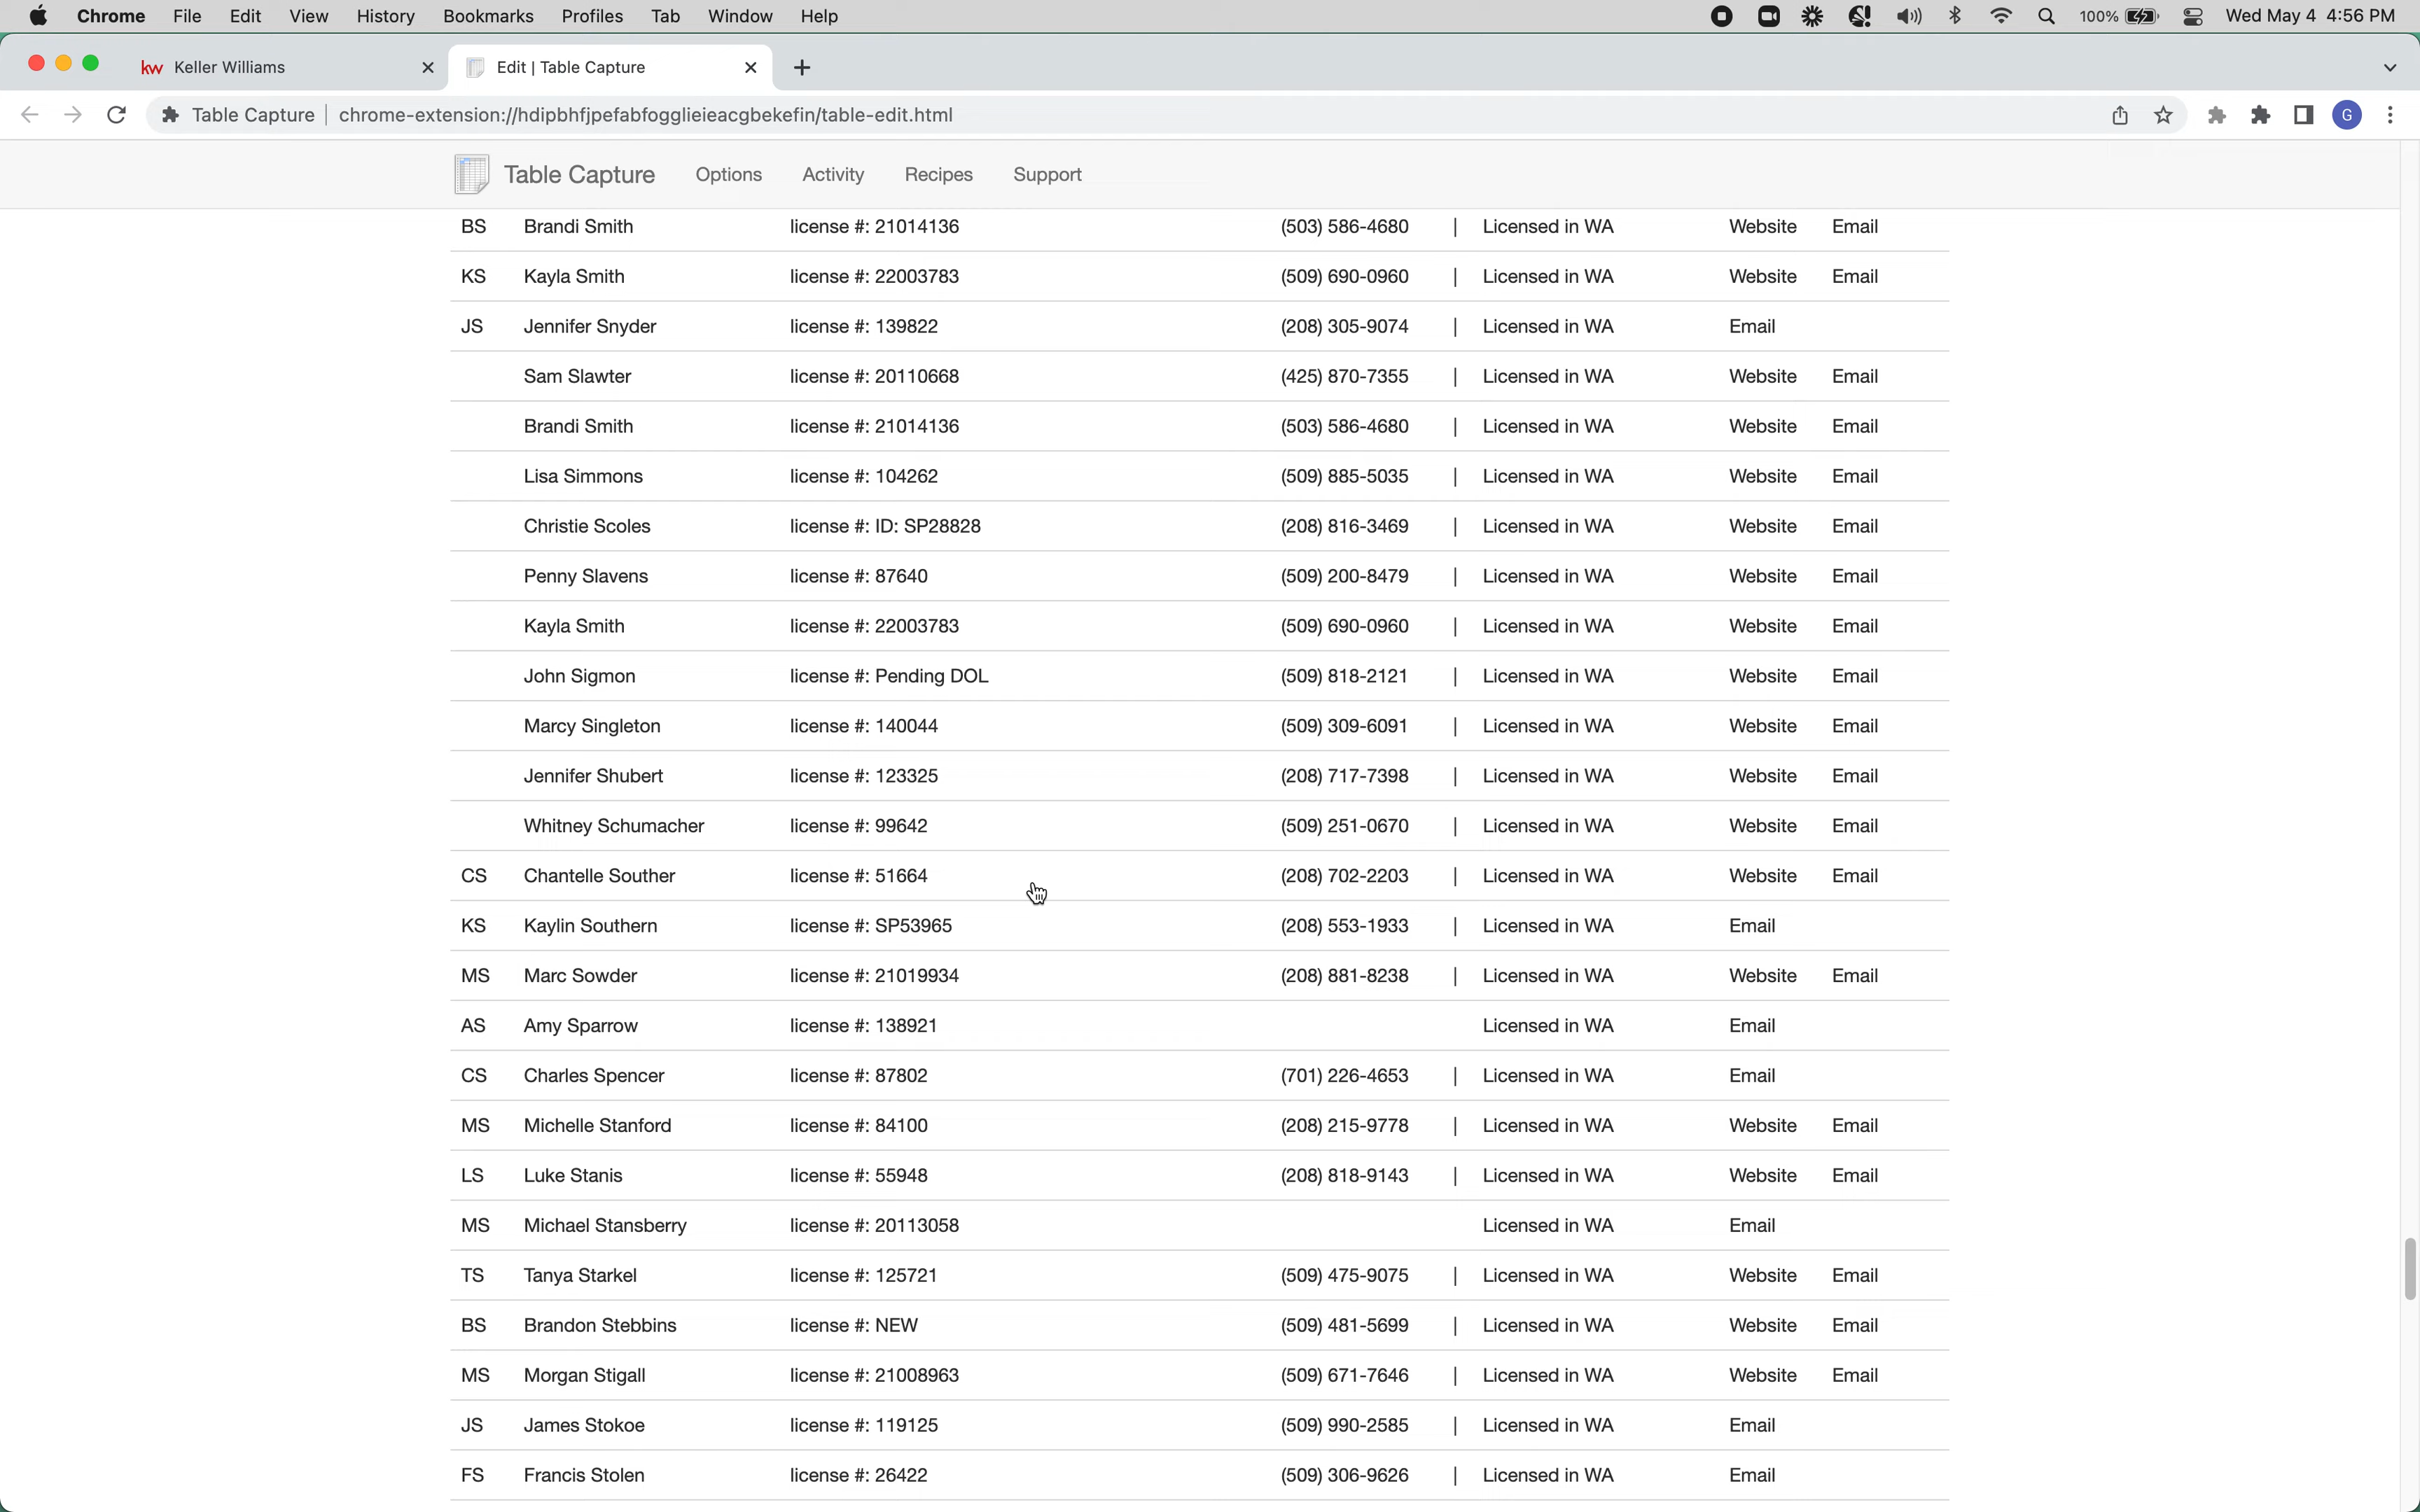 Chrome File Edit View History Bookmarks Profiles Tab Window Help 100% Wed May 4 4:56 PM
kw Keller Williams Edit | Table Capture
Table Capture | chrome-extension://hdipbhfjpefabfogglieieacgbekefin/table-edit.html G
Table Capture Options Activity Recipes Support
BS Brandi Smith license #: 21014136 (503) 586-4680 | Licensed in WA Website Email
KS Kayla Smith license #: 22003783 (509) 690-0960 | Licensed in WA Website Email
JS Jennifer Snyder license #: 139822 (208) 305-9074 | Licensed in WA Email
Sam Slawter license #: 20110668 (425) 870-7355 | Licensed in WA Website Email
Brandi Smith license #: 21014136 (503) 586-4680 | Licensed in WA Website Email
Lisa Simmons license #: 104262 (509) 885-5035 | Licensed in WA Website Email
Christie Scoles license #: ID: SP28828 (208) 816-3469 | Licensed in WA Website Email
Penny Slavens license #: 87640 (509) 200-8479 | Licensed in WA Website Email
Kayla Smith license #: 22003783 (509) 690-0960 | Licensed in WA Website Email
John Sigmon license #: Pending DOL (509) 818-2121 | Licensed in WA Website Email
Marcy Singleton license #: 140044 (509) 309-6091 | Licensed in WA Website Email
Jennifer Shubert license #: 123325 (208) 717-7398 | Licensed in WA Website Email
Whitney Schumacher license #: 99642 (509) 251-0670 | Licensed in WA Website Email
CS Chantelle Souther license #: 51664 (208) 702-2203 | Licensed in WA Website Email
KS Kaylin Southern license #: SP53965 (208) 553-1933 | Licensed in WA Email
MS Marc Sowder license #: 21019934 (208) 881-8238 | Licensed in WA Website Email
AS Amy Sparrow license #: 138921 Licensed in WA Email
CS Charles Spencer license #: 87802 (701) 226-4653 | Licensed in WA Email
MS Michelle Stanford license #: 84100 (208) 215-9778 | Licensed in WA Website Email
LS Luke Stanis license #: 55948 (208) 818-9143 | Licensed in WA Website Email
MS Michael Stansberry license #: 20113058 Licensed in WA Email
TS Tanya Starkel license #: 125721 (509) 475-9075 | Licensed in WA Website Email
BS Brandon Stebbins license #: NEW (509) 481-5699 | Licensed in WA Website Email
MS Morgan Stigall license #: 21008963 (509) 671-7646 | Licensed in WA Website Email
JS James Stokoe license #: 119125 (509) 990-2585 | Licensed in WA Email
FS Francis Stolen license #: 26422 (509) 306-9626 | Licensed in WA Email